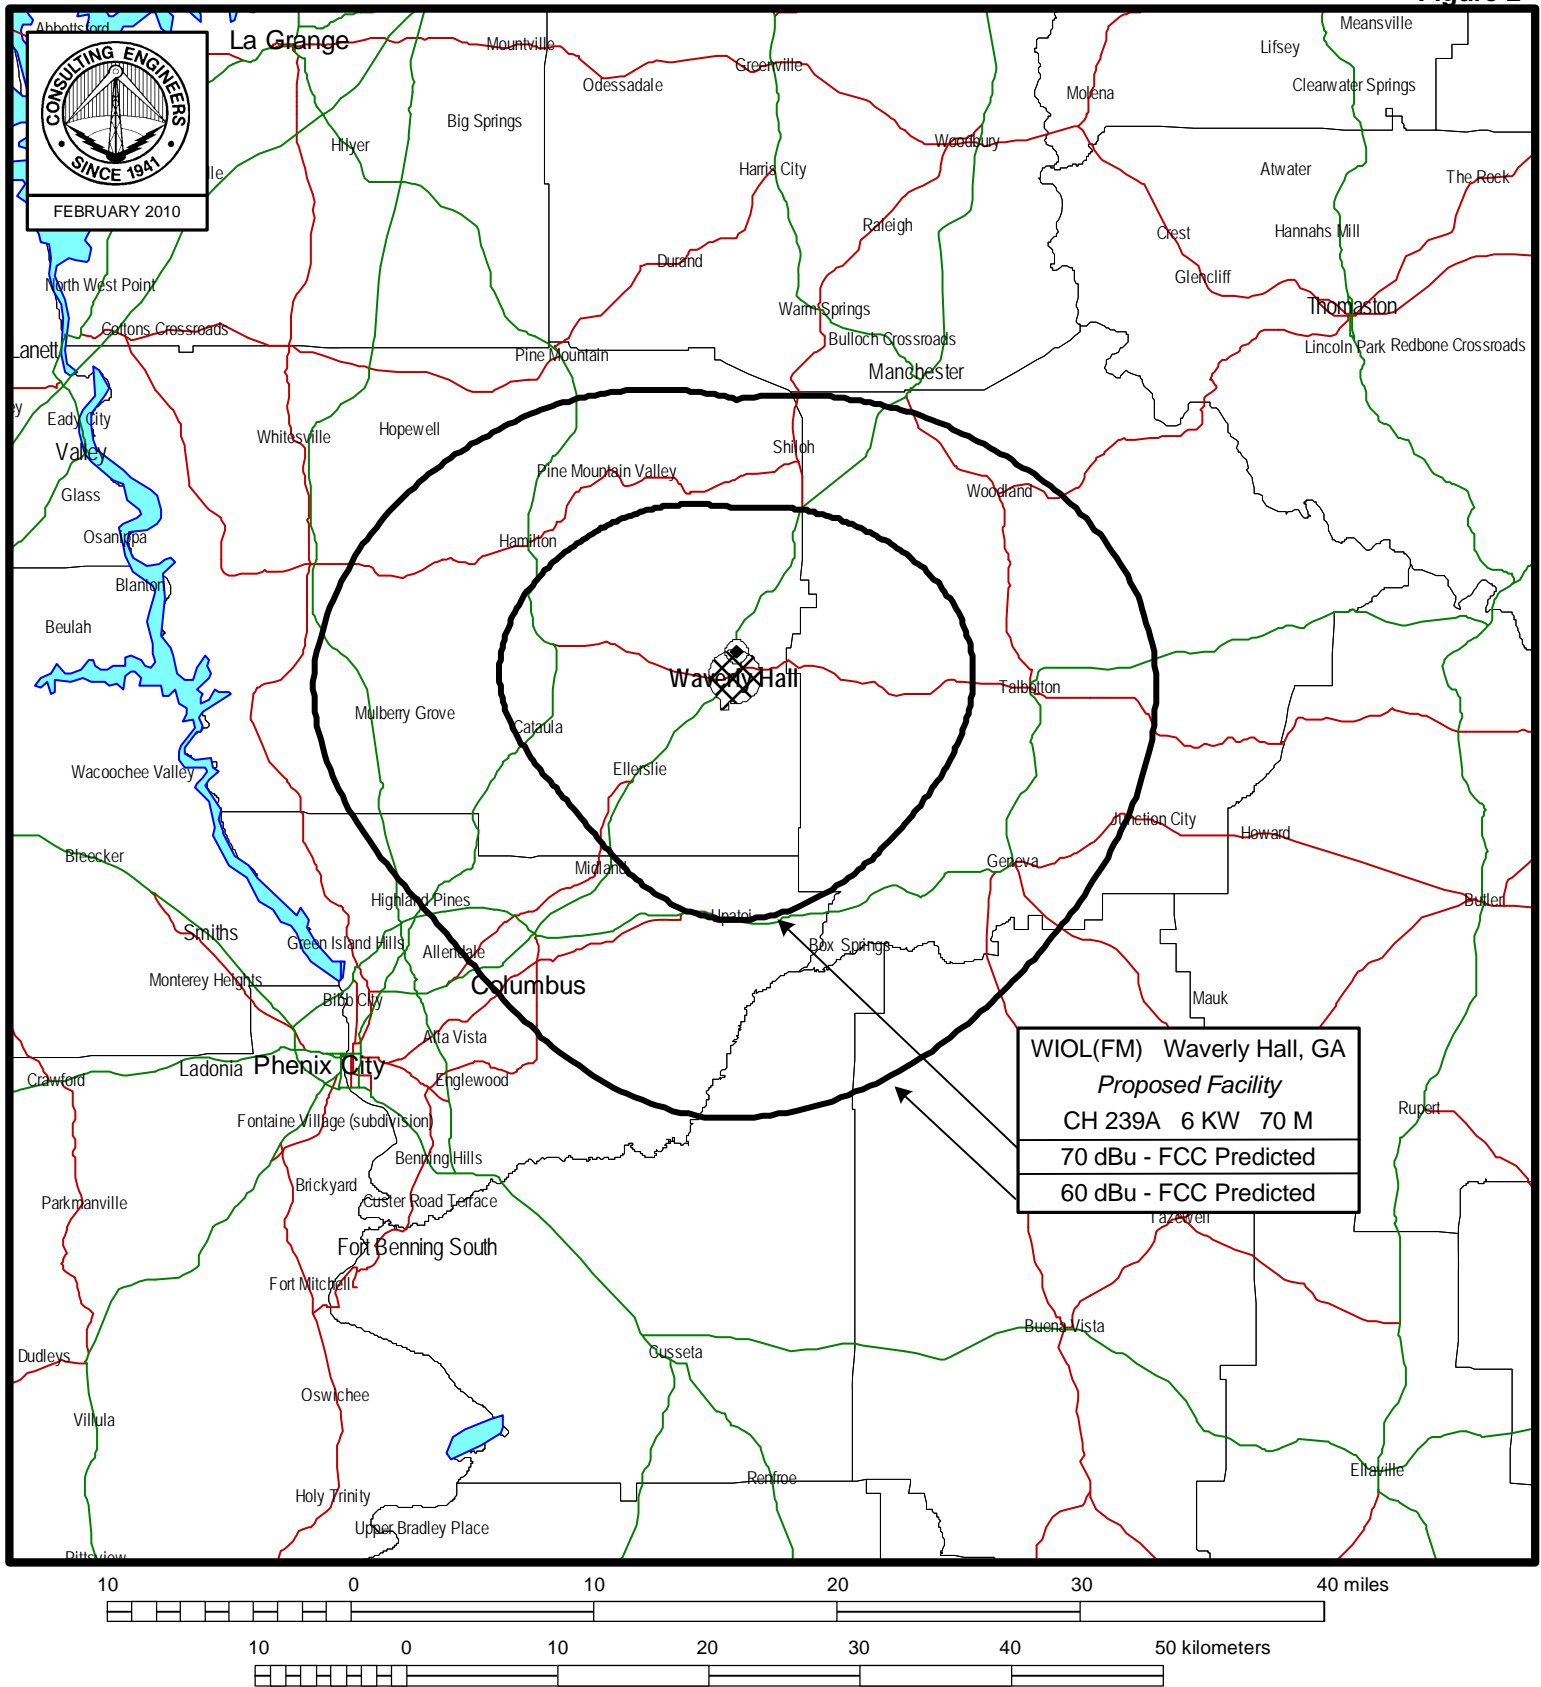 Abbottsford
La Grange
Mountville
Odessadale
Greenville
Molena
Meansville
Lifsey
Clearwater Springs
CONSULTING ENGINEERS
SINCE 1941
FEBRUARY 2010
Hilyer
Big Springs
Harris City
Woodbury
Atwater
The Rock
Raleigh
Durand
Crest
Hannahs Mill
Glencliff
Thomaston
North West Point
Cottons Crossroads
Warm Springs
Bulloch Crossroads
Lincoln Park
Redbone Crossroads
Lanett
Pine Mountain
Manchester
Eady City
Valley
Whitesville
Hopewell
Shiloh
Pine Mountain Valley
Woodland
Glass
Osanippa
Hamilton
Blanton
Beulah
Waverly Hall
Talbotton
Mulberry Grove
Cataula
Wacoochee Valley
Ellerslie
Junction City
Howard
Bleecker
Midland
Geneva
Highland Pines
Upatoi
Butler
Smiths
Green Island Hills
Allendale
Box Springs
Monterey Heights
Columbus
Bibb City
Mauk
Alta Vista
Ladonia
Phenix City
Crawford
Englewood
WIOL(FM) Waverly Hall, GA
Proposed Facility
CH 239A 6 KW 70 M
70 dBu - FCC Predicted
60 dBu - FCC Predicted
Rupert
Fontaine Village (subdivision)
Benning Hills
Brickyard
Custer Road Terrace
Parkmanville
Tazewell
Fort Benning South
Fort Mitchell
Buena Vista
Dudleys
Cusseta
Oswichee
Villula
Renfroe
Ellaville
Holy Trinity
Upper Bradley Place
Pittsview
10 0 10 20 30 40 miles
10 0 10 20 30 40 50 kilometers